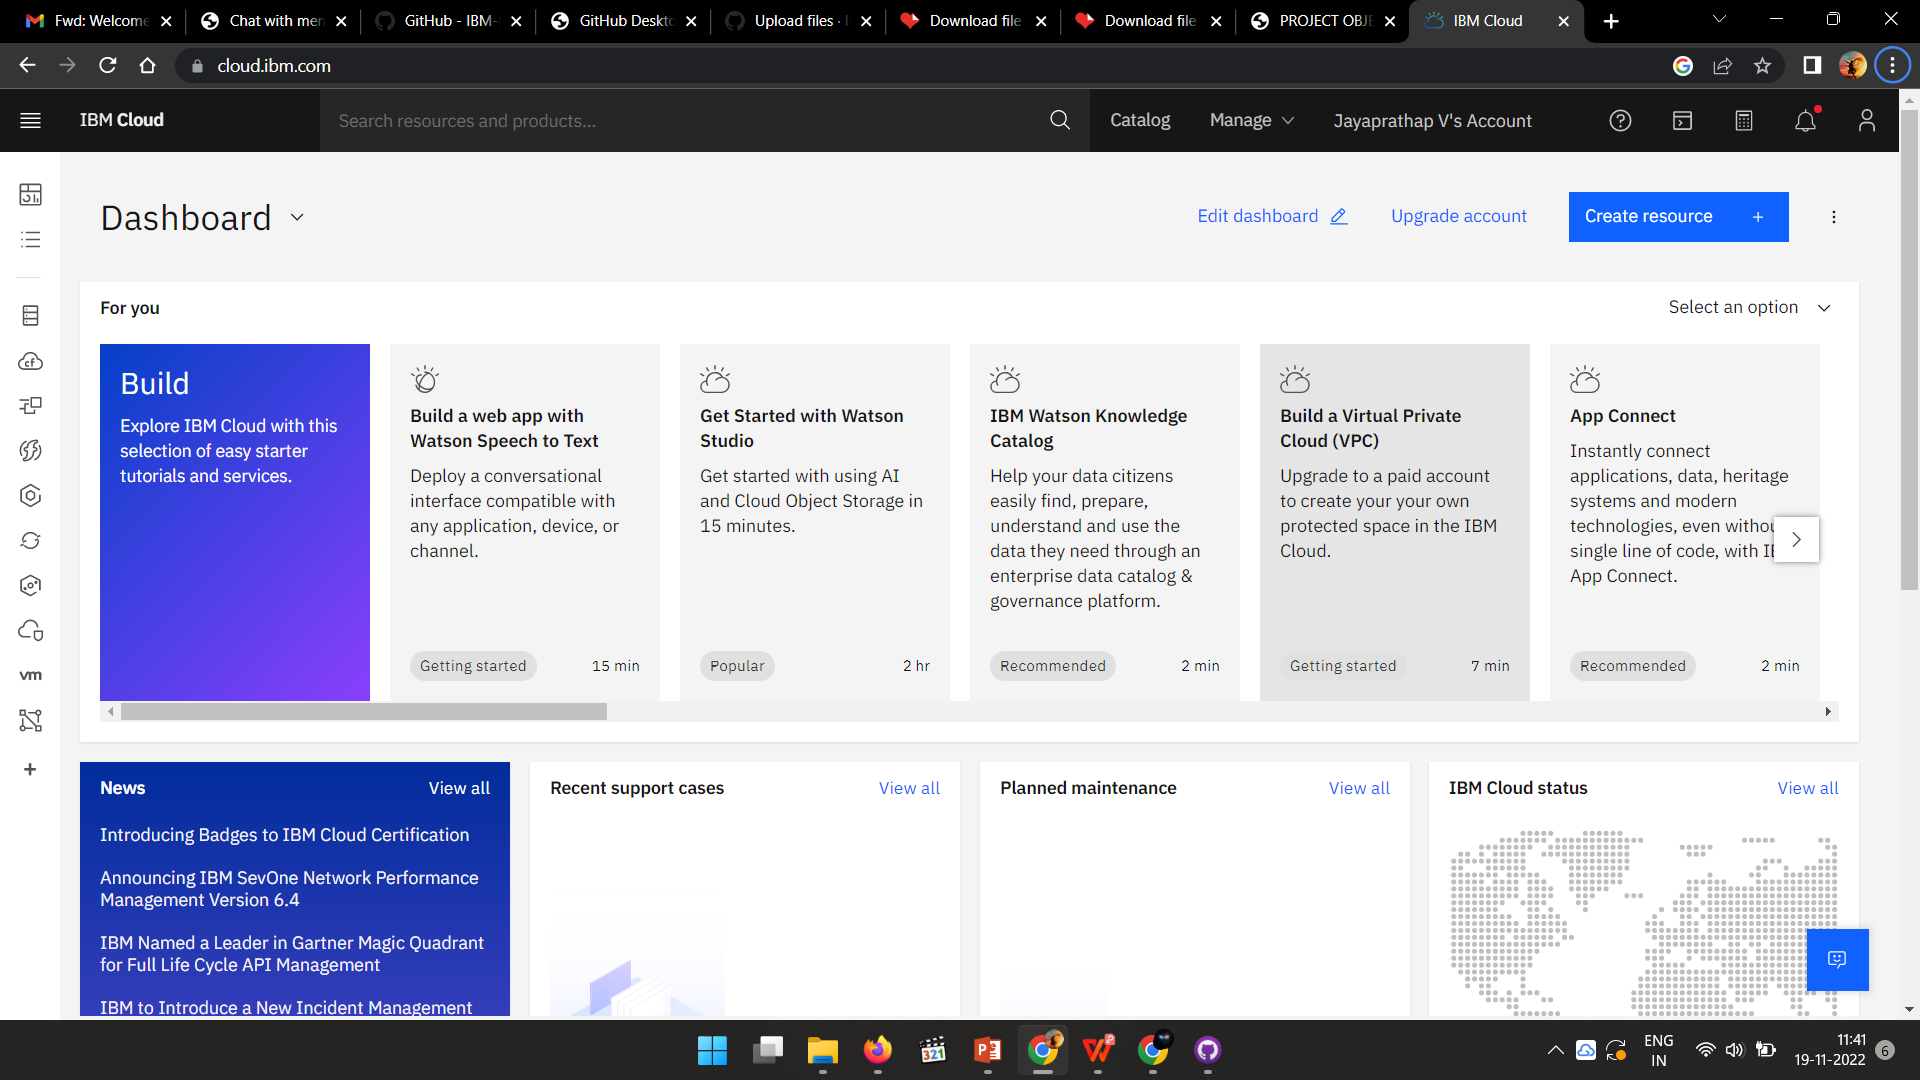 Fwd: Welcome
Chat with mer
GitHub - IBM-
GitHub Deskto
Upload files ·
Download file
Download file
PROJECT OBJE
IBM Cloud
cloud.ibm.com
IBM Cloud
Search resources and products...
Catalog
Manage
Jayaprathap V's Account
Dashboard
Edit dashboard
Upgrade account
Create resource +
For you
Select an option
Build
Explore IBM Cloud with this
selection of easy starter
tutorials and services.
Build a web app with
Watson Speech to Text
Deploy a conversational
interface compatible with
any application, device, or
channel.
Getting started
15 min
Get Started with Watson
Studio
Get started with using AI
and Cloud Object Storage in
15 minutes.
Popular
2 hr
IBM Watson Knowledge
Catalog
Help your data citizens
easily find, prepare,
understand and use the
data they need through an
enterprise data catalog &
governance platform.
Recommended
2 min
Build a Virtual Private
Cloud (VPC)
Upgrade to a paid account
to create your your own
protected space in the IBM
Cloud.
Getting started
7 min
App Connect
Instantly connect
applications, data, heritage
systems and modern
technologies, even withou
single line of code, with IB
App Connect.
Recommended
2 min
cf
vm
News
View all
Introducing Badges to IBM Cloud Certification
Announcing IBM SevOne Network Performance
Management Version 6.4
IBM Named a Leader in Gartner Magic Quadrant
for Full Life Cycle API Management
IBM to Introduce a New Incident Management
Recent support cases
View all
Planned maintenance
View all
IBM Cloud status
View all
321
ENG
IN
11:41
19-11-2022
6